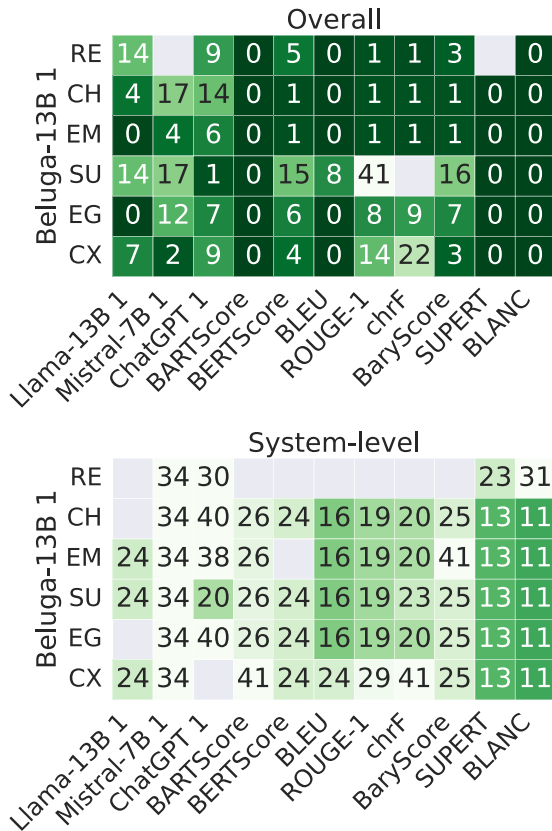 Overall
Beluga-13B 1
RE 14 9 0 5 0 1 1 3 0
CH 4 17 14 0 1 0 1 1 1 0 0
EM 0 4 6 0 1 0 1 1 1 0 0
SU 14 17 1 0 15 8 41 16 0 0
EG 0 12 7 0 6 0 8 9 7 0 0
CX 7 2 9 0 4 0 14 22 3 0 0
Llama-13B 1
Mistral-7B 1
ChatGPT 1
BARTScore
BERTScore
BLEU
ROUGE-1
chrF
BaryScore
SUPERT
BLANC
System-level
Beluga-13B 1
RE 34 30 23 31
CH 34 40 26 24 16 19 20 25 13 11
EM 24 34 38 26 16 19 20 41 13 11
SU 24 34 20 26 24 16 19 23 25 13 11
EG 34 40 26 24 16 19 20 25 13 11
CX 24 34 41 24 24 29 41 25 13 11
Llama-13B 1
Mistral-7B 1
ChatGPT 1
BARTScore
BERTScore
BLEU
ROUGE-1
chrF
BaryScore
SUPERT
BLANC